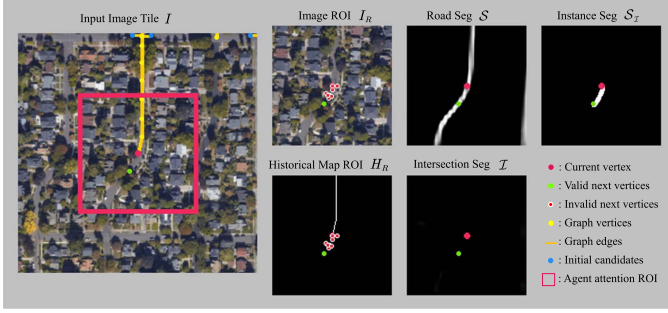 Input Image Tile I
Image ROI I_R
Road Seg S
Instance Seg S_I
Historical Map ROI H_R
Intersection Seg I
: Current vertex
: Valid next vertices
: Invalid next vertices
: Graph vertices
: Graph edges
: Initial candidates
: Agent attention ROI